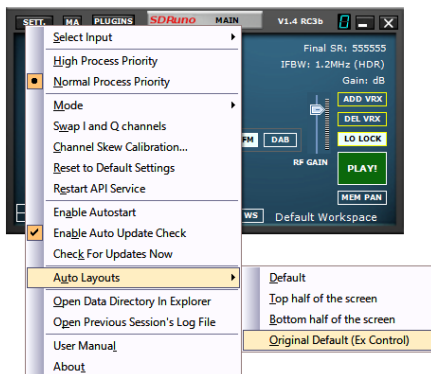 SETT. MA PLUGINS SDRuno MAIN V1.4 RC3b
Final SR: 555555
IFBW: 1.2MHz (HDR)
Gain: dB
ADD VRX
DEL VRX
FM DAB LO LOCK
RF GAIN PLAY!
MEM PAN
WS Default Workspace
Select Input
High Process Priority
Normal Process Priority
Mode
Swap I and Q channels
Channel Skew Calibration...
Reset to Default Settings
Restart API Service
Enable Autostart
Enable Auto Update Check
Check For Updates Now
Auto Layouts
Open Data Directory In Explorer
Open Previous Session's Log File
User Manual
About
Default
Top half of the screen
Bottom half of the screen
Original Default (Ex Control)